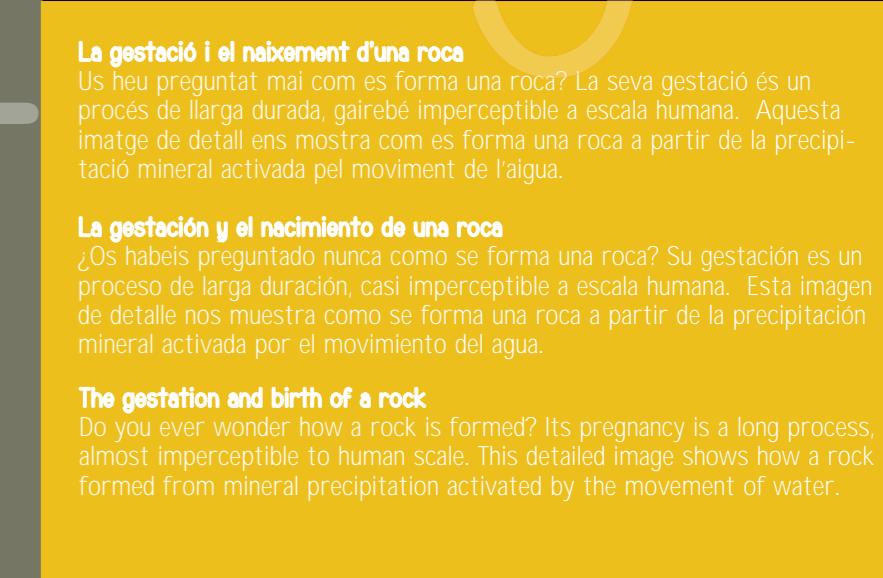 La gestació i el naixement d'una roca
Us heu preguntat mai com es forma una roca? La seva gestació és un
procés de llarga durada, gairebé imperceptible a escala humana.  Aquesta
imatge de detall ens mostra com es forma una roca a partir de la precipi-
tació mineral activada pel moviment de l'aigua.
La gestación y el nacimiento de una roca
¿Os habeis preguntado nunca como se forma una roca? Su gestación es un
proceso de larga duración, casi imperceptible a escala humana.  Esta imagen
de detalle nos muestra como se forma una roca a partir de la precipitación
mineral activada por el movimiento del agua.
The gestation and birth of a rock
Do you ever wonder how a rock is formed? Its pregnancy is a long process,
almost imperceptible to human scale. This detailed image shows how a rock
formed from mineral precipitation activated by the movement of water.